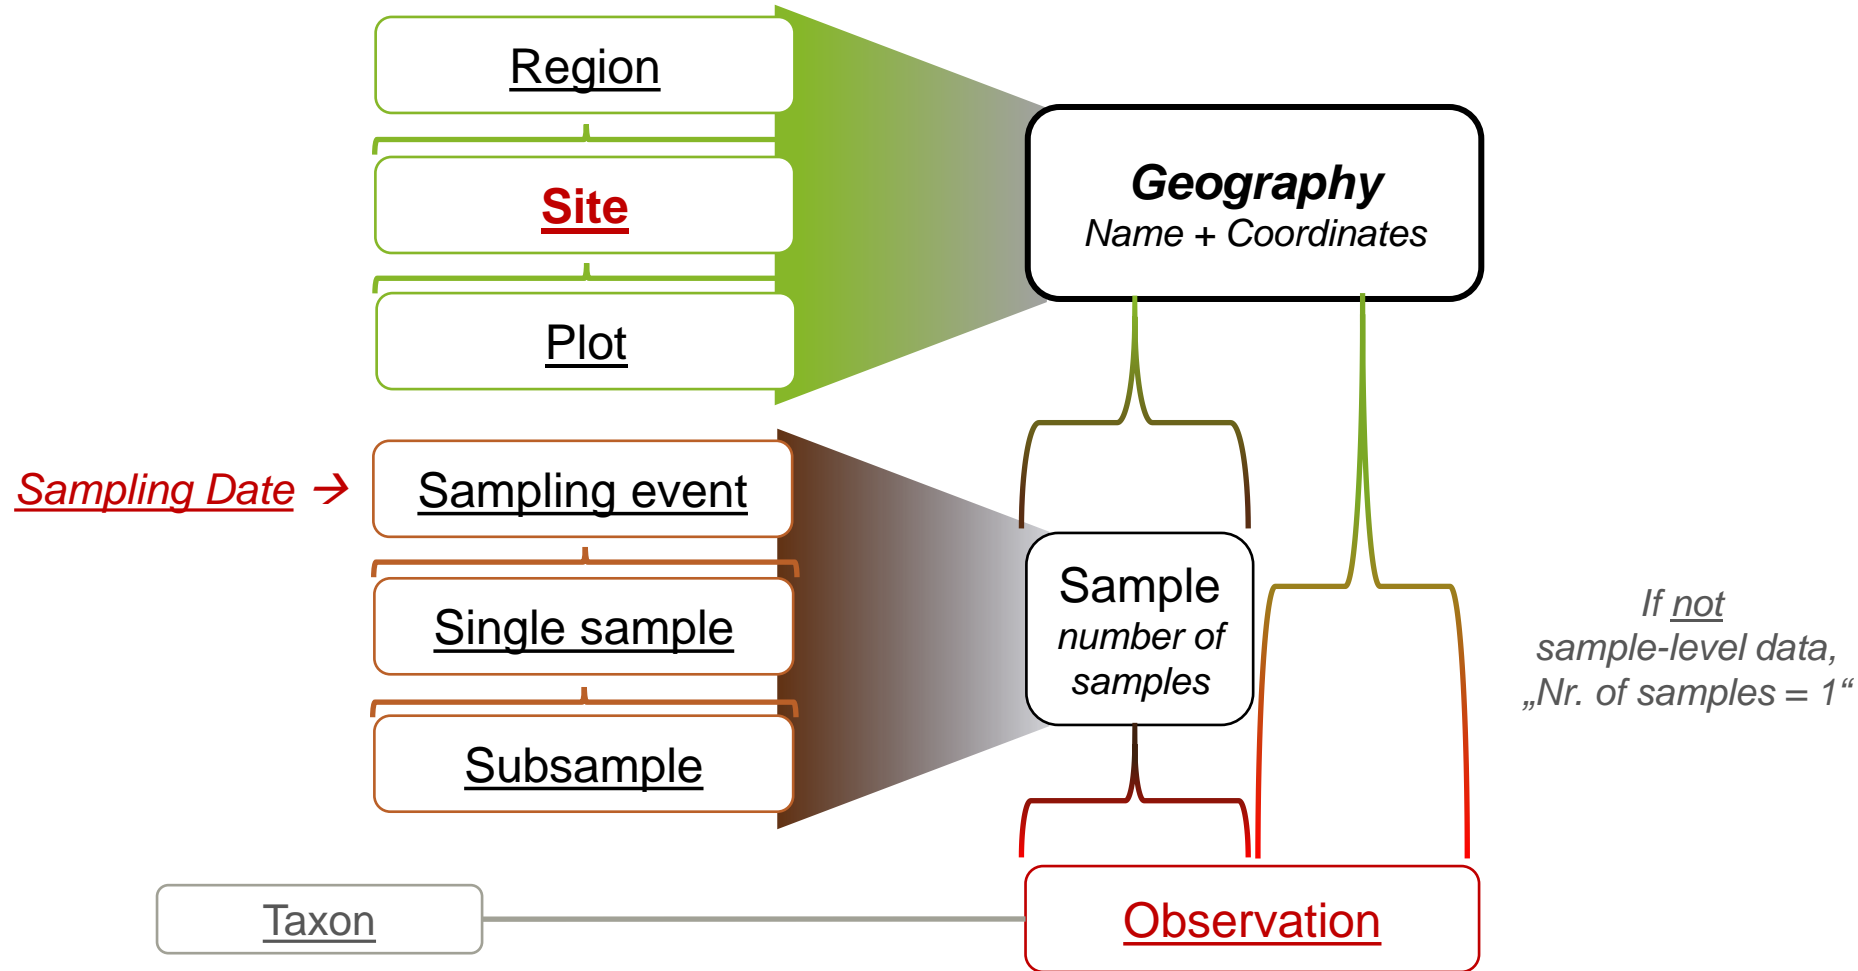 Region
Site
Plot
Geography
Name + Coordinates
Sampling Date →
Sampling event
Single sample
Subsample
Sample
number of
samples
If not
sample-level data,
„Nr. of samples = 1“
Taxon
Observation